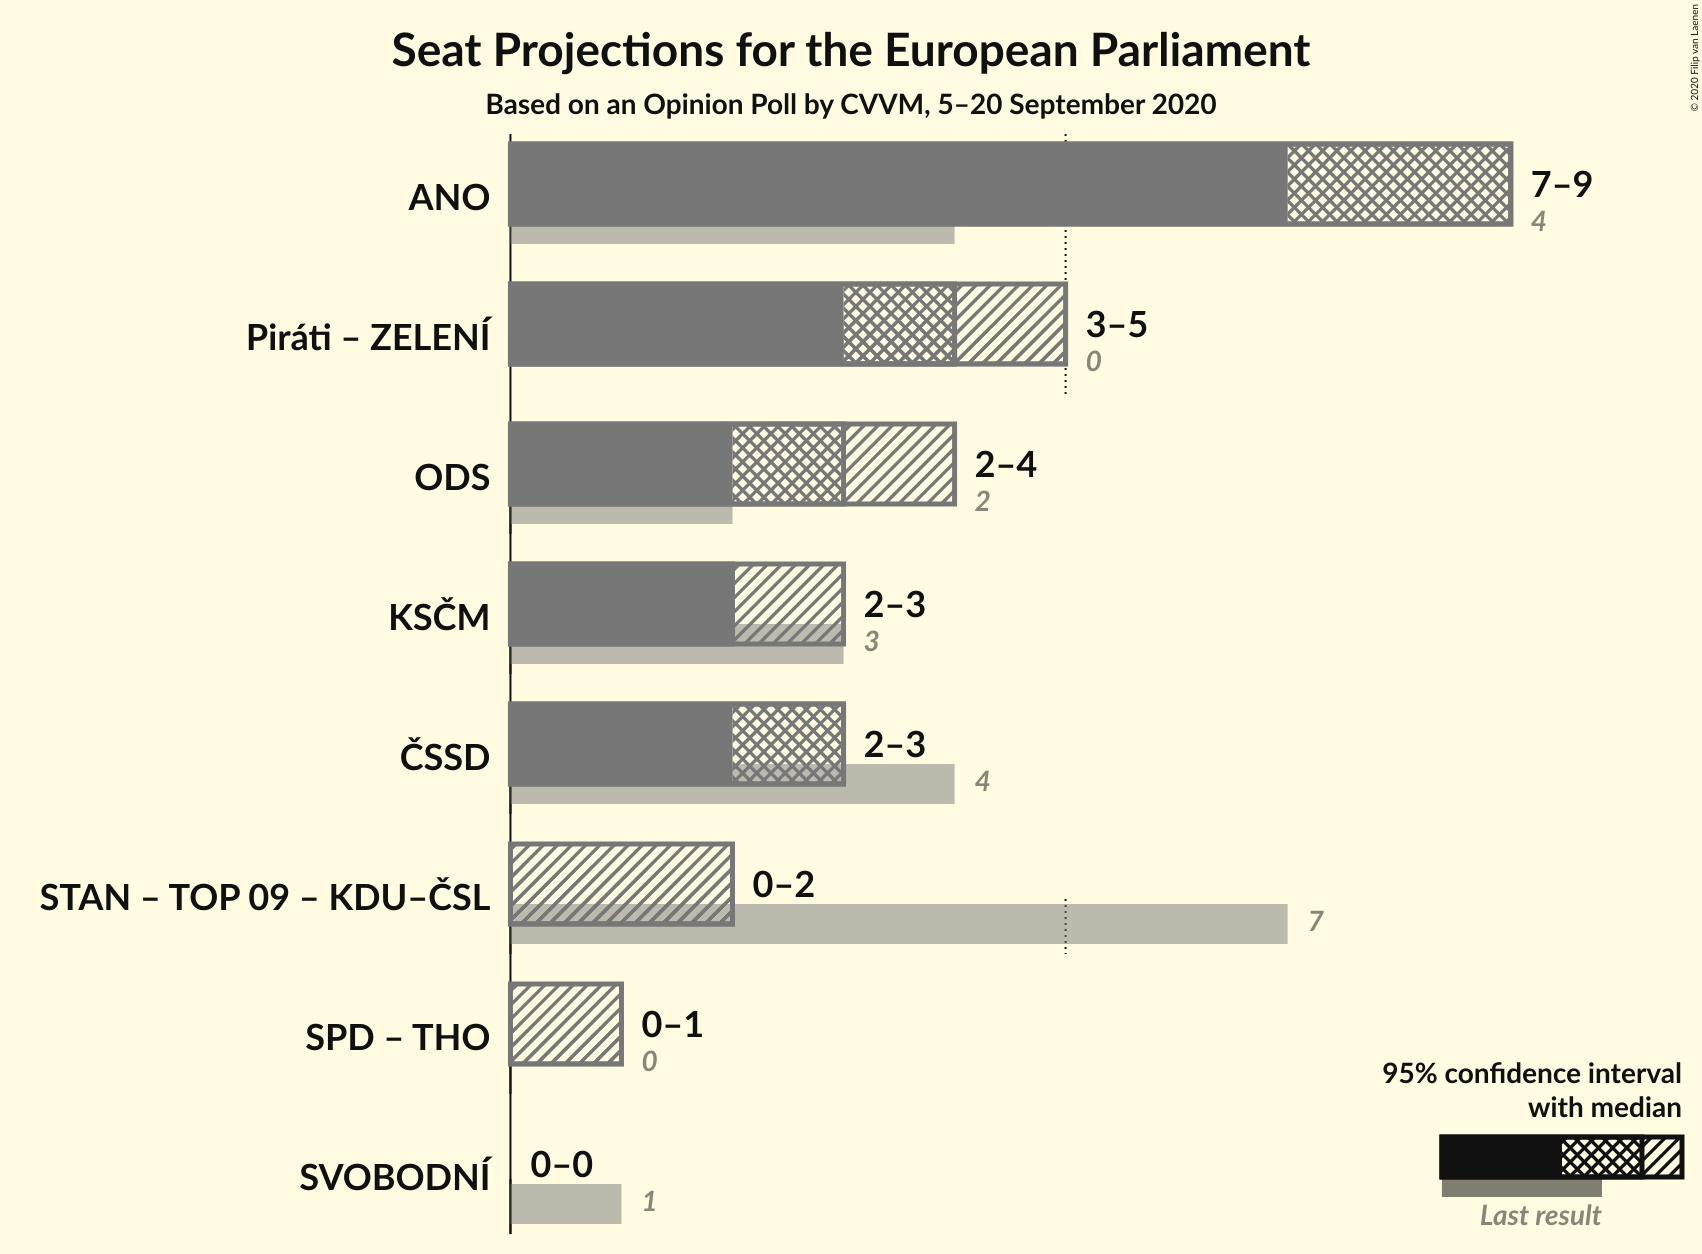 Seat Projections for the European Parliament
Based on an Opinion Poll by CVVM, 5–20 September 2020
© 2020 Filip van Laenen
ANO
7–9
4
Piráti – ZELENÍ
3–5
0
ODS
2–4
2
KSČM
2–3
3
ČSSD
2–3
4
STAN – TOP 09 – KDU–ČSL
0–2
7
SPD – THO
0–1
0
SVOBODNÍ
0–0
1
95% confidence interval
with median
Last result